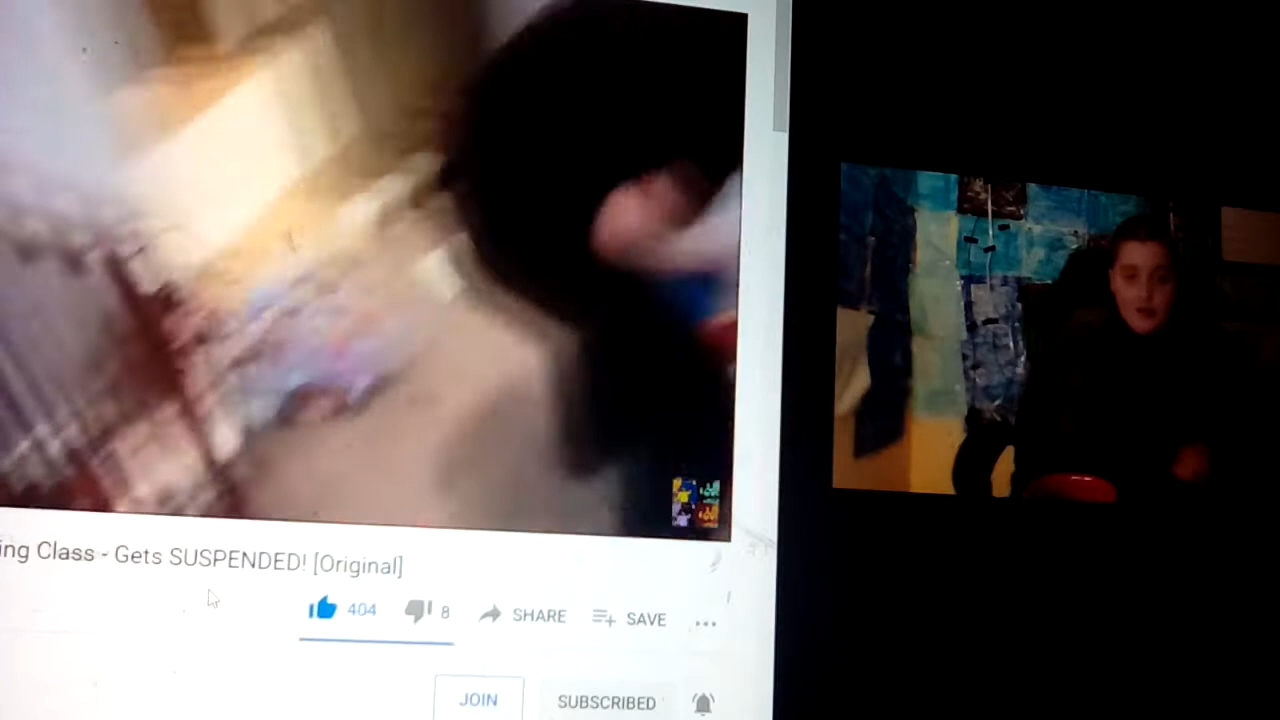 ing Class - Gets SUSPENDED! [Original]
404 8 SHARE SAVE
JOIN SUBSCRIBED